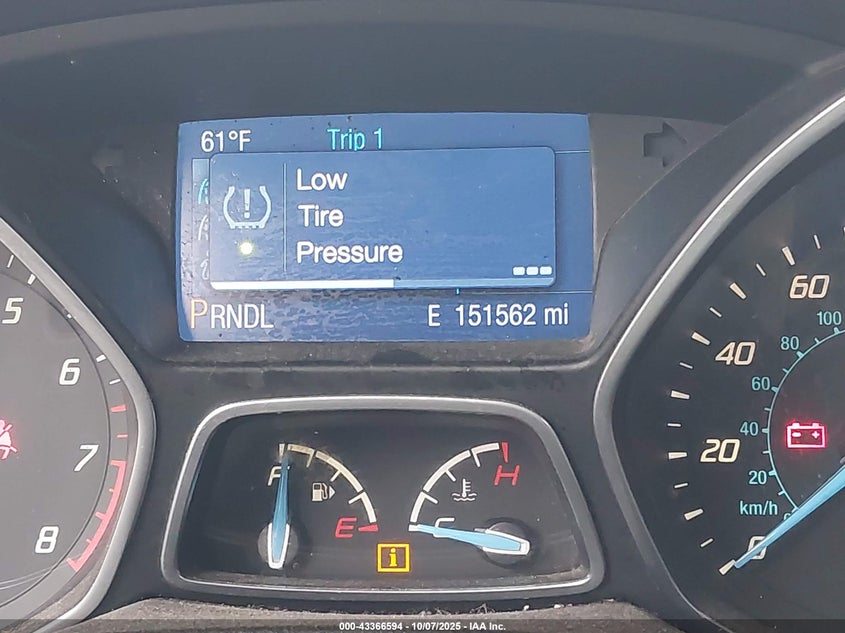 61°F Trip 1
Low
Tire
Pressure
PRNDL E 151562 mi
5
6
7
8
F
E
C
H
i
60
40
20
0
100
80
60
40
20
km/h
000-43366594 - 10/07/2025 - IAA Inc.